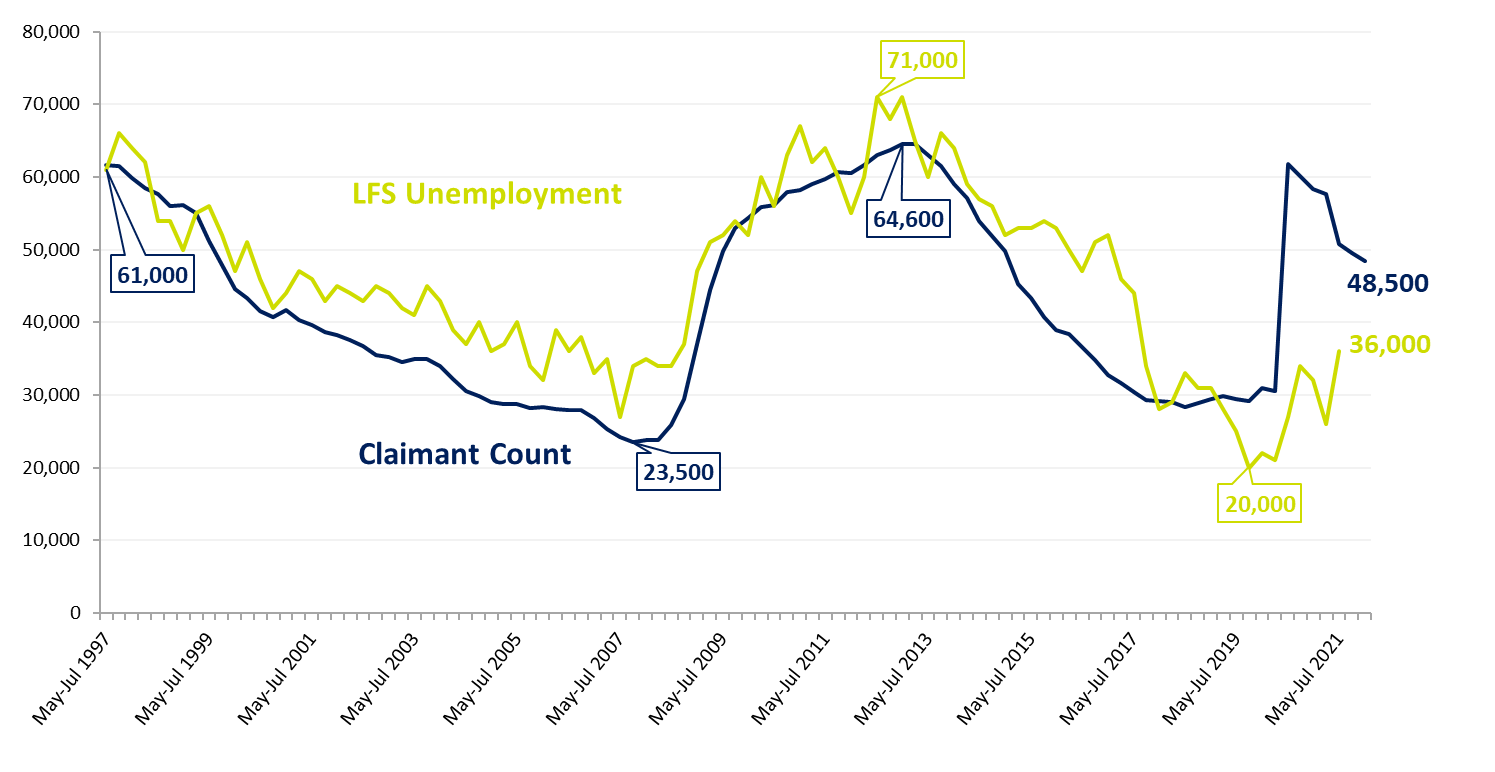 80,000
71,000
70,000
LFS Unemployment
60,000
64,600
50,000
61,000
48,500
40,000
36,000
30,000
Claimant Count
23,500
20,000
20,000
10,000
0
May-Jul 1997
May-Jul 1999
May-Jul 2001
May-Jul 2003
May-Jul 2005
May-Jul 2007
May-Jul 2009
May-Jul 2011
May-Jul 2013
May-Jul 2015
May-Jul 2017
May-Jul 2019
May-Jul 2021